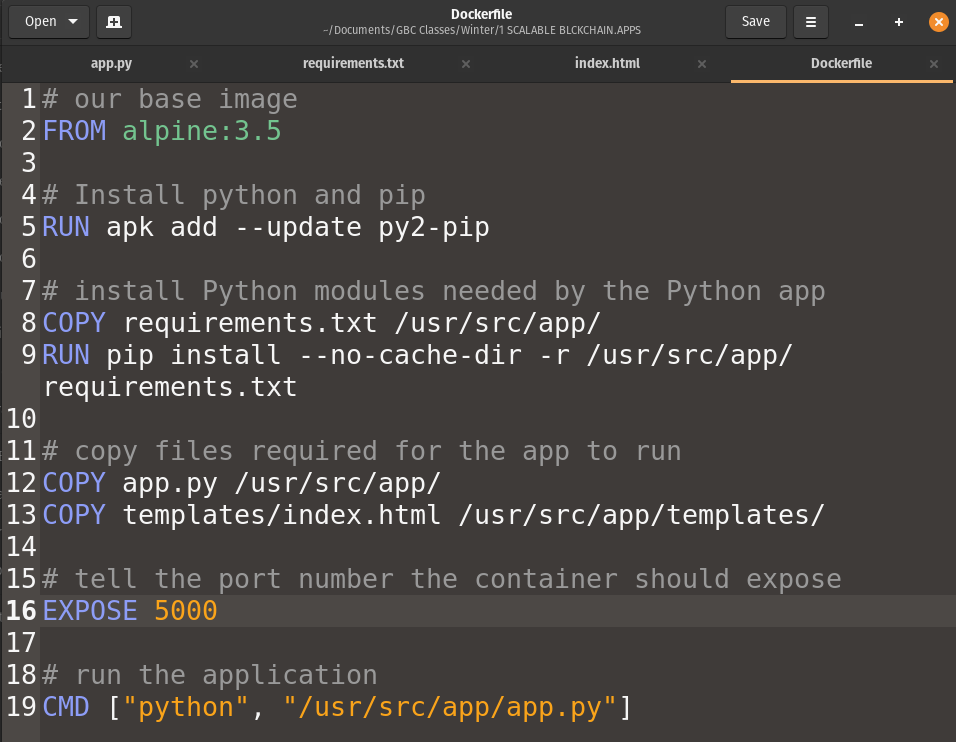 Open
Dockerfile
~/Documents/GBC Classes/Winter/1 SCALABLE BLCKCHAIN.APPS
Save
app.py
requirements.txt
index.html
Dockerfile
1 # our base image
2 FROM alpine:3.5
3
4 # Install python and pip
5 RUN apk add --update py2-pip
6
7 # install Python modules needed by the Python app
8 COPY requirements.txt /usr/src/app/
9 RUN pip install --no-cache-dir -r /usr/src/app/
requirements.txt
10
11 # copy files required for the app to run
12 COPY app.py /usr/src/app/
13 COPY templates/index.html /usr/src/app/templates/
14
15 # tell the port number the container should expose
16 EXPOSE 5000
17
18 # run the application
19 CMD ["python", "/usr/src/app/app.py"]